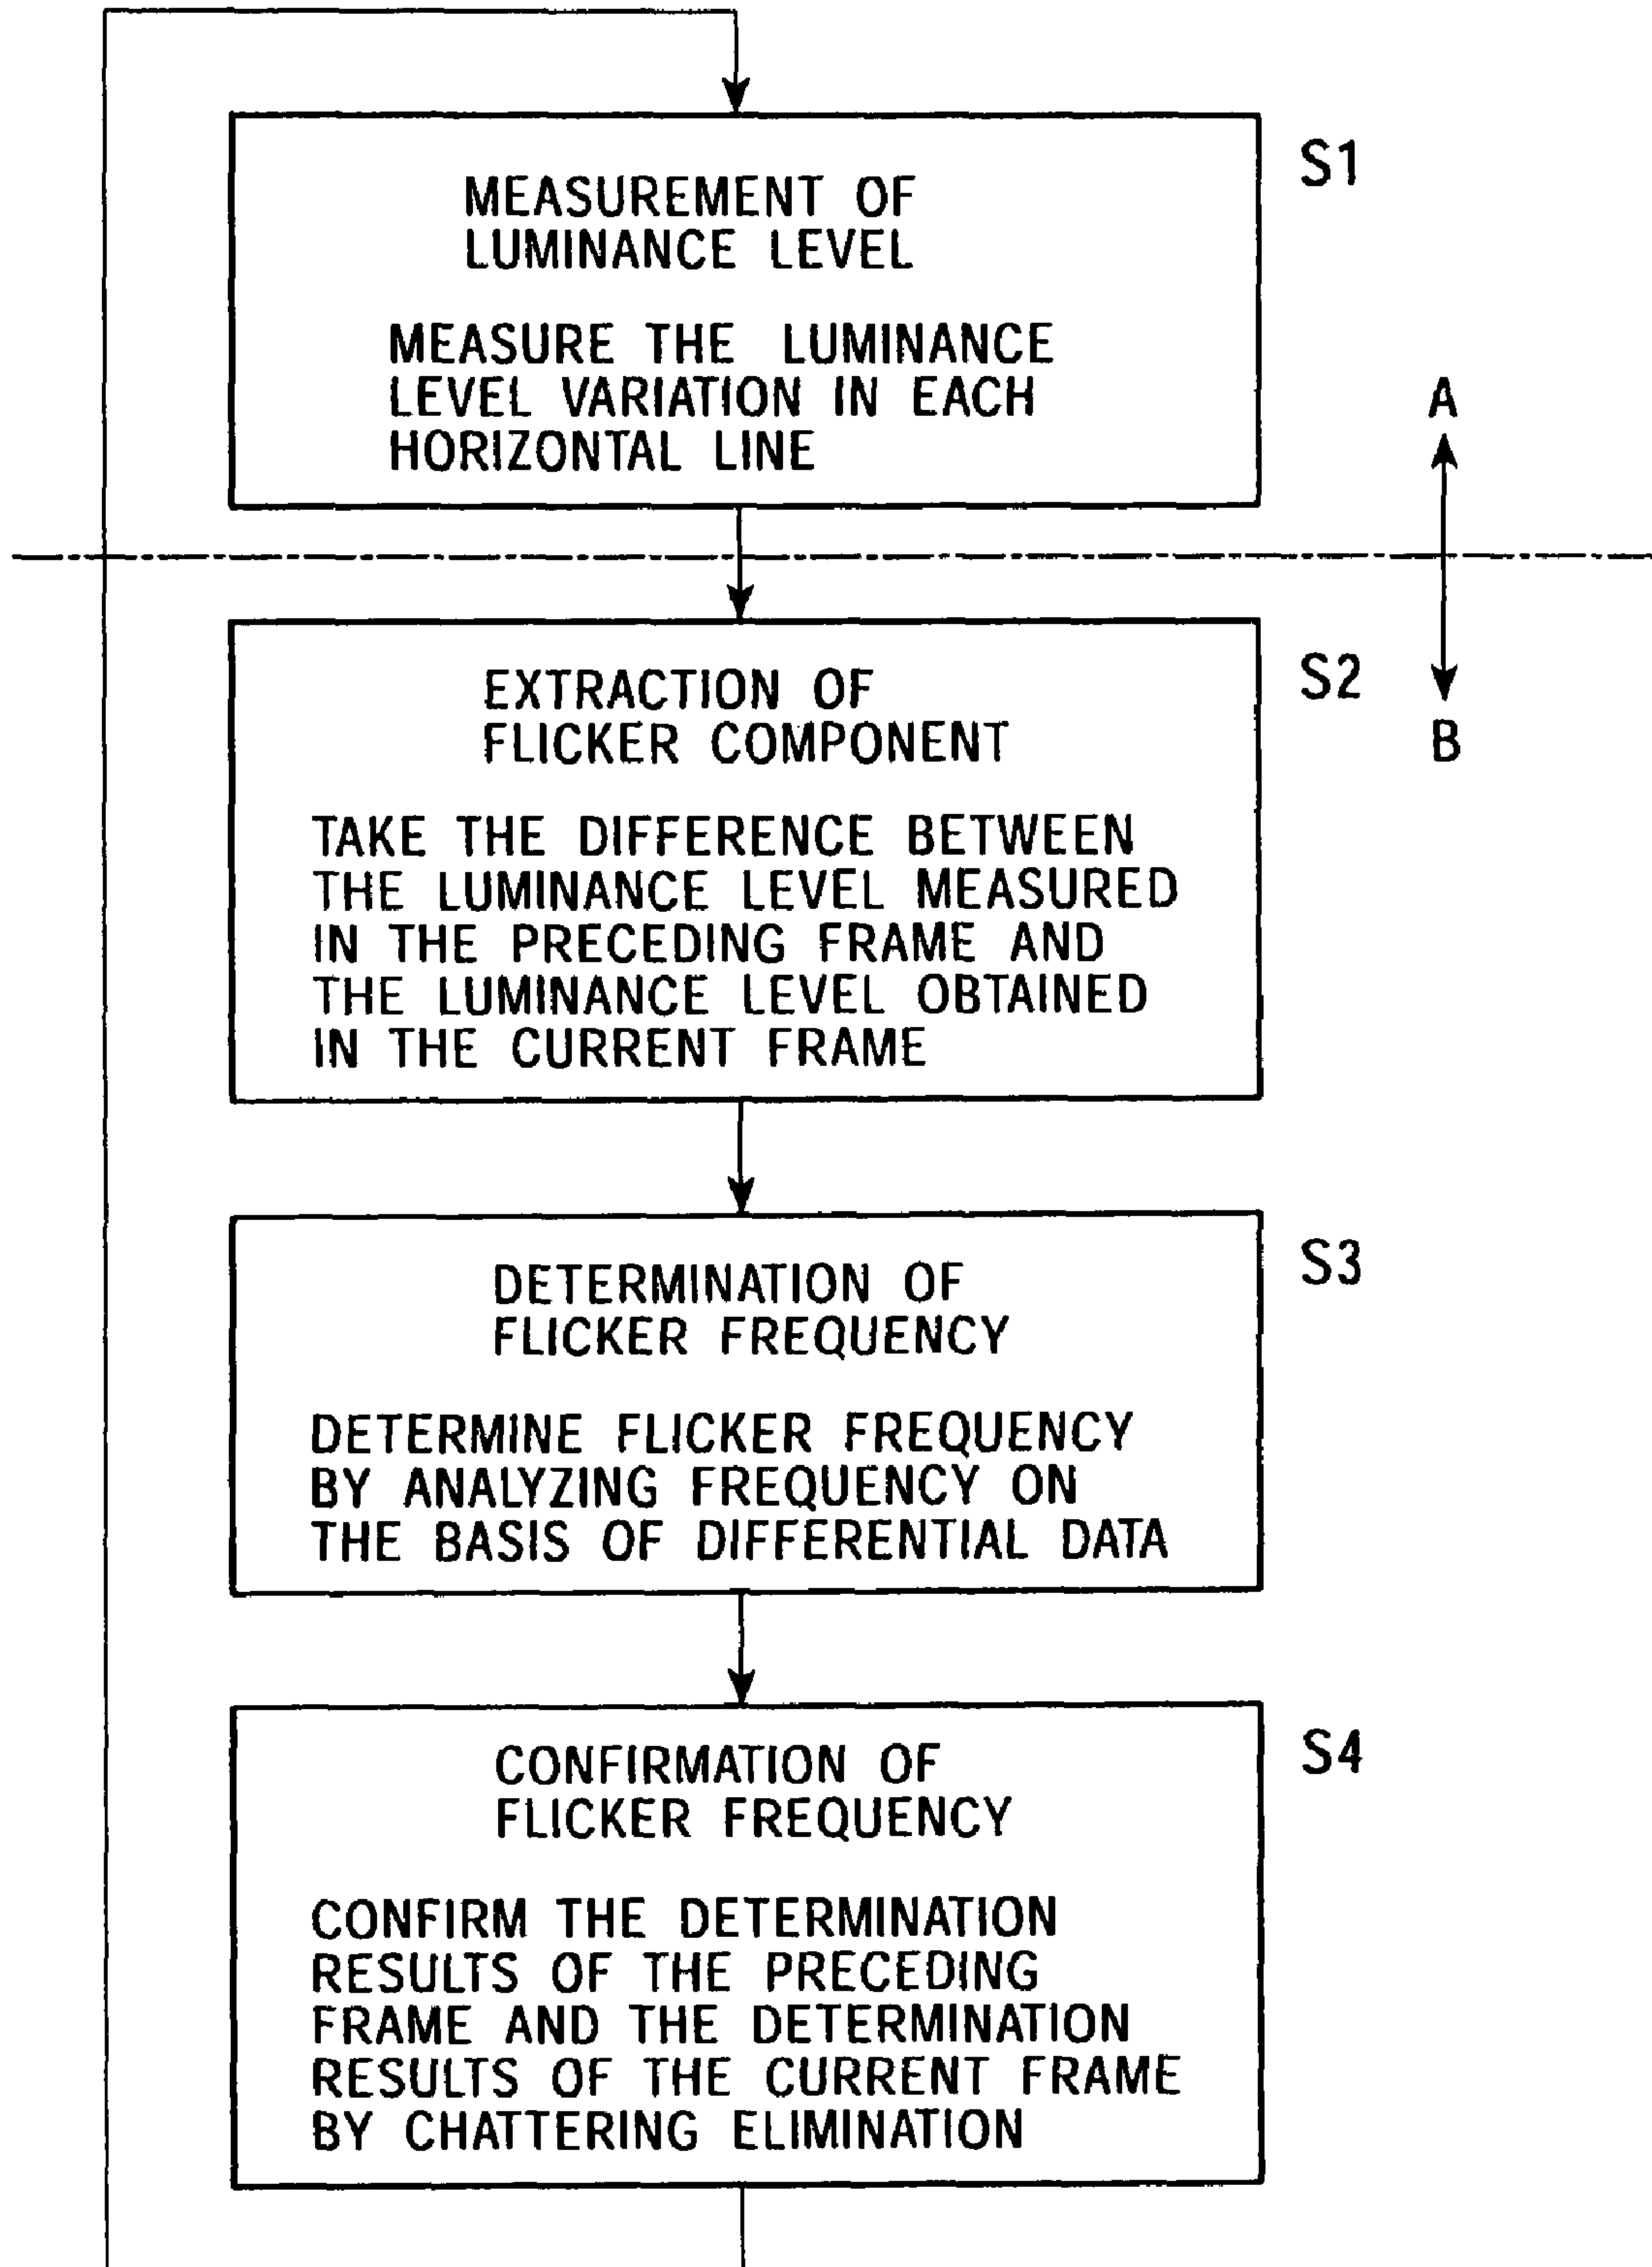 S1
MEASUREMENT OF
LUMINANCE LEVEL
MEASURE THE LUMINANCE
LEVEL VARIATION IN EACH
HORIZONTAL LINE
A
B
S2
EXTRACTION OF
FLICKER COMPONENT
TAKE THE DIFFERENCE BETWEEN
THE LUMINANCE LEVEL MEASURED
IN THE PRECEDING FRAME AND
THE LUMINANCE LEVEL OBTAINED
IN THE CURRENT FRAME
S3
DETERMINATION OF
FLICKER FREQUENCY
DETERMINE FLICKER FREQUENCY
BY ANALYZING FREQUENCY ON
THE BASIS OF DIFFERENTIAL DATA
S4
CONFIRMATION OF
FLICKER FREQUENCY
CONFIRM THE DETERMINATION
RESULTS OF THE PRECEDING
FRAME AND THE DETERMINATION
RESULTS OF THE CURRENT FRAME
BY CHATTERING ELIMINATION